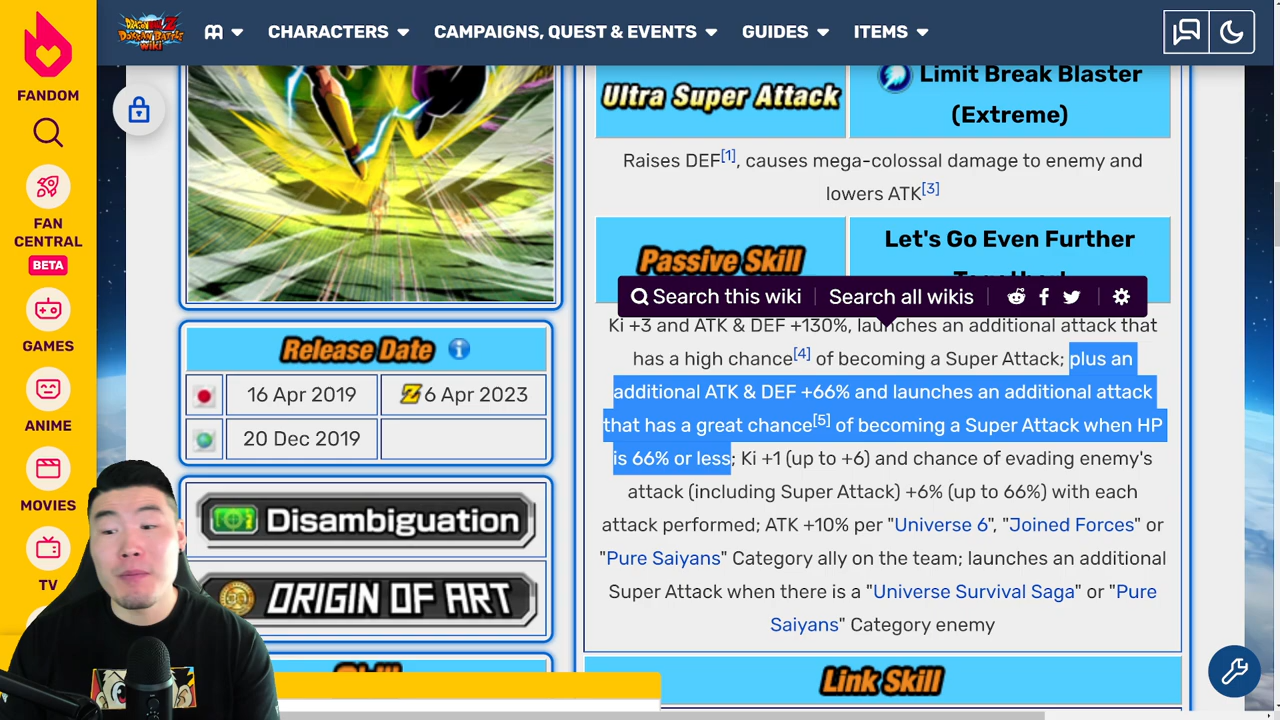 DRAGON BALL Z
DOKKAN BATTLE
WIKI
CHARACTERS
CAMPAIGNS, QUEST & EVENTS
GUIDES
ITEMS
FANDOM
FAN
CENTRAL
BETA
GAMES
ANIME
MOVIES
TV
Ultra Super Attack
Limit Break Blaster
(Extreme)
Raises DEF[1], causes mega-colossal damage to enemy and
lowers ATK[3]
Passive Skill
Let's Go Even Further
Search this wiki
Search all wikis
Ki +3 and ATK & DEF +130%, launches an additional attack that
has a high chance[4] of becoming a Super Attack; plus an
additional ATK & DEF +66% and launches an additional attack
that has a great chance[5] of becoming a Super Attack when HP
is 66% or less; Ki +1 (up to +6) and chance of evading enemy's
attack (including Super Attack) +6% (up to 66%) with each
attack performed; ATK +10% per "Universe 6", "Joined Forces" or
"Pure Saiyans" Category ally on the team; launches an additional
Super Attack when there is a "Universe Survival Saga" or "Pure
Saiyans" Category enemy
Link Skill
Release Date
16 Apr 2019
Z 6 Apr 2023
20 Dec 2019
Disambiguation
ORIGIN OF ART